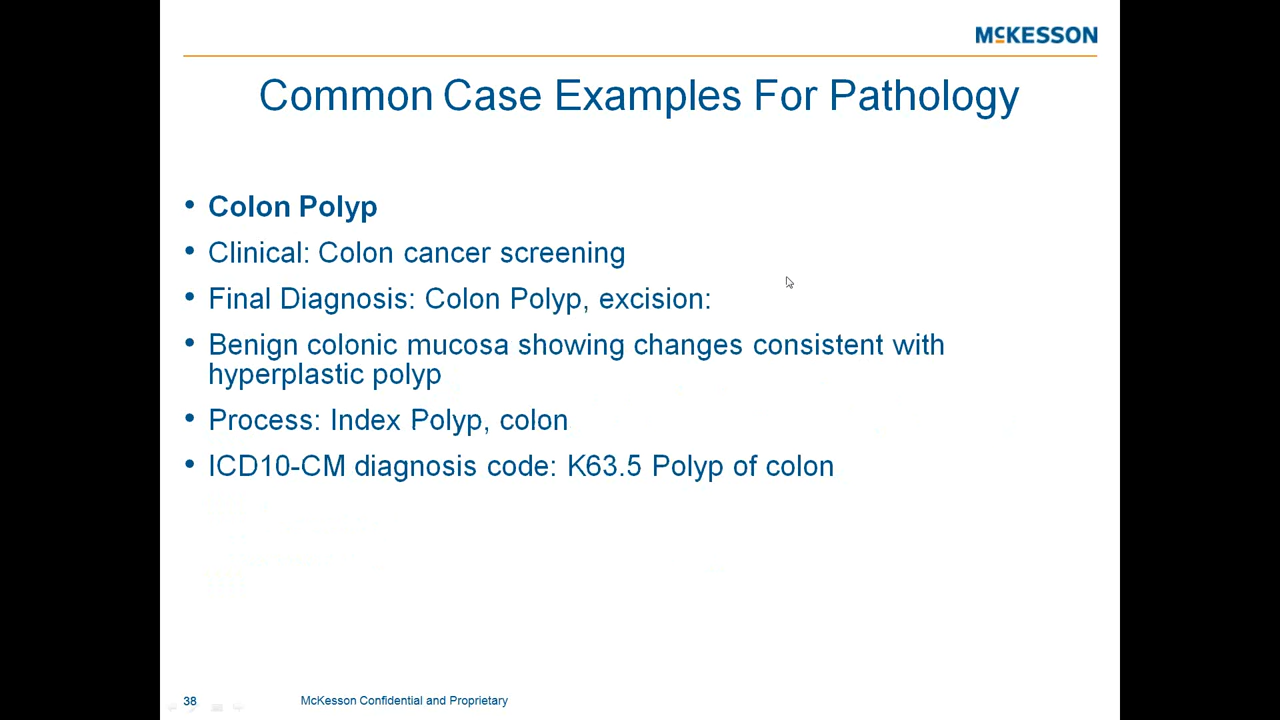 McKESSON
Common Case Examples For Pathology
• Colon Polyp
• Clinical: Colon cancer screening
• Final Diagnosis: Colon Polyp, excision:
• Benign colonic mucosa showing changes consistent with
hyperplastic polyp
• Process: Index Polyp, colon
• ICD10-CM diagnosis code: K63.5 Polyp of colon
38
McKesson Confidential and Proprietary